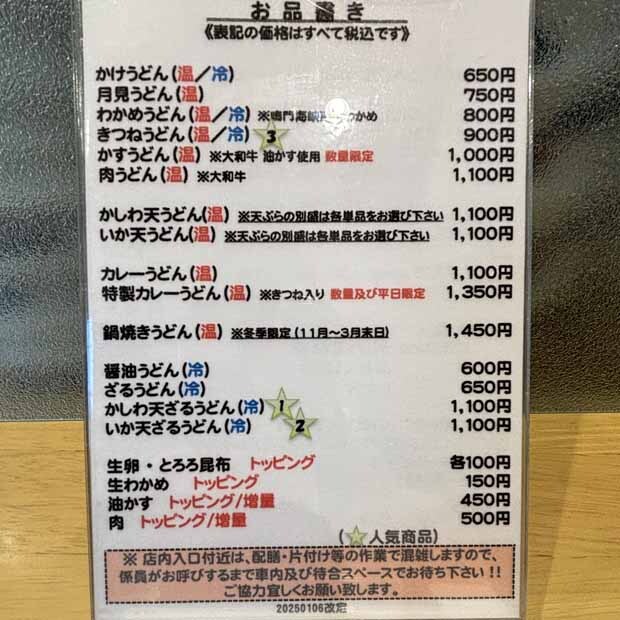 お品書き
《表記の価格はすべて税込です》
かけうどん(温/冷) 650円
月見うどん(温) 750円
わかめうどん(温/冷) ※鳴門海峡 わかめ 800円
きつねうどん(温/冷) 3 900円
かすうどん(温) ※大和牛 油かす使用 数量限定 1,000円
肉うどん(温) ※大和牛 1,100円
かしわ天うどん(温) ※天ぷらの別盛は各単品をお選び下さい 1,100円
いか天うどん(温) ※天ぷらの別盛は各単品をお選び下さい 1,100円
カレーうどん(温) 1,100円
特製カレーうどん(温) ※きつね入り 数量及び平日限定 1,350円
鍋焼きうどん(温) ※冬季限定(11月～3月末日) 1,450円
醤油うどん(冷) 600円
ざるうどん(冷) 650円
かしわ天ざるうどん(冷) 1 1,100円
いか天ざるうどん(冷) 2 1,100円
生卵・とろろ昆布 トッピング 各100円
生わかめ トッピング 150円
油かす トッピング/増量 450円
肉 トッピング/増量 500円
(☆人気商品)
※ 店内入口付近は、配膳・片付け等の作業で混雑しますので、
係員がお呼びするまで車内及び待合スペースでお待ち下さい!!
ご協力宜しくお願い致します。
20250106改定